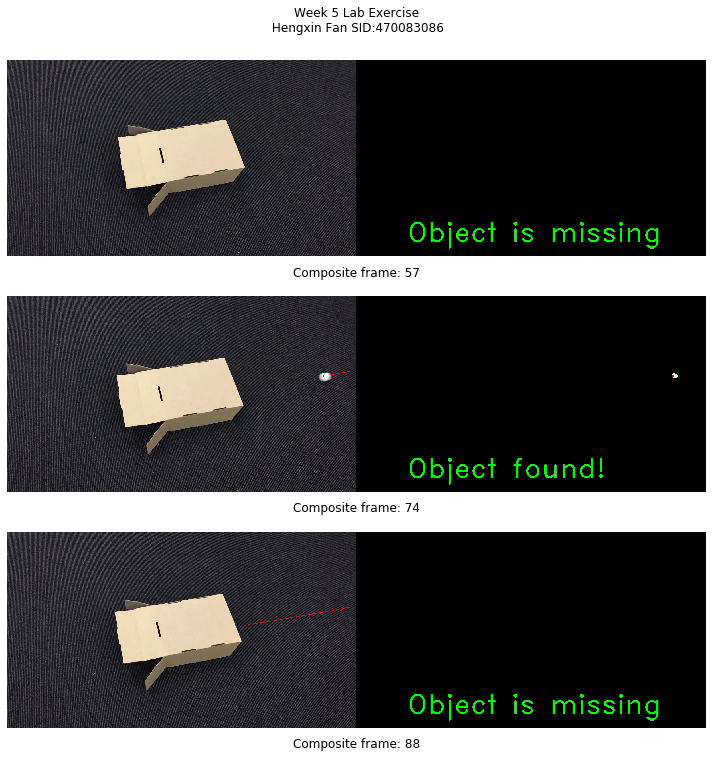 Week 5 Lab Exercise
Hengxin Fan SID:470083086
Object is missing
Composite frame: 57
Object found!
Composite frame: 74
Object is missing
Composite frame: 88